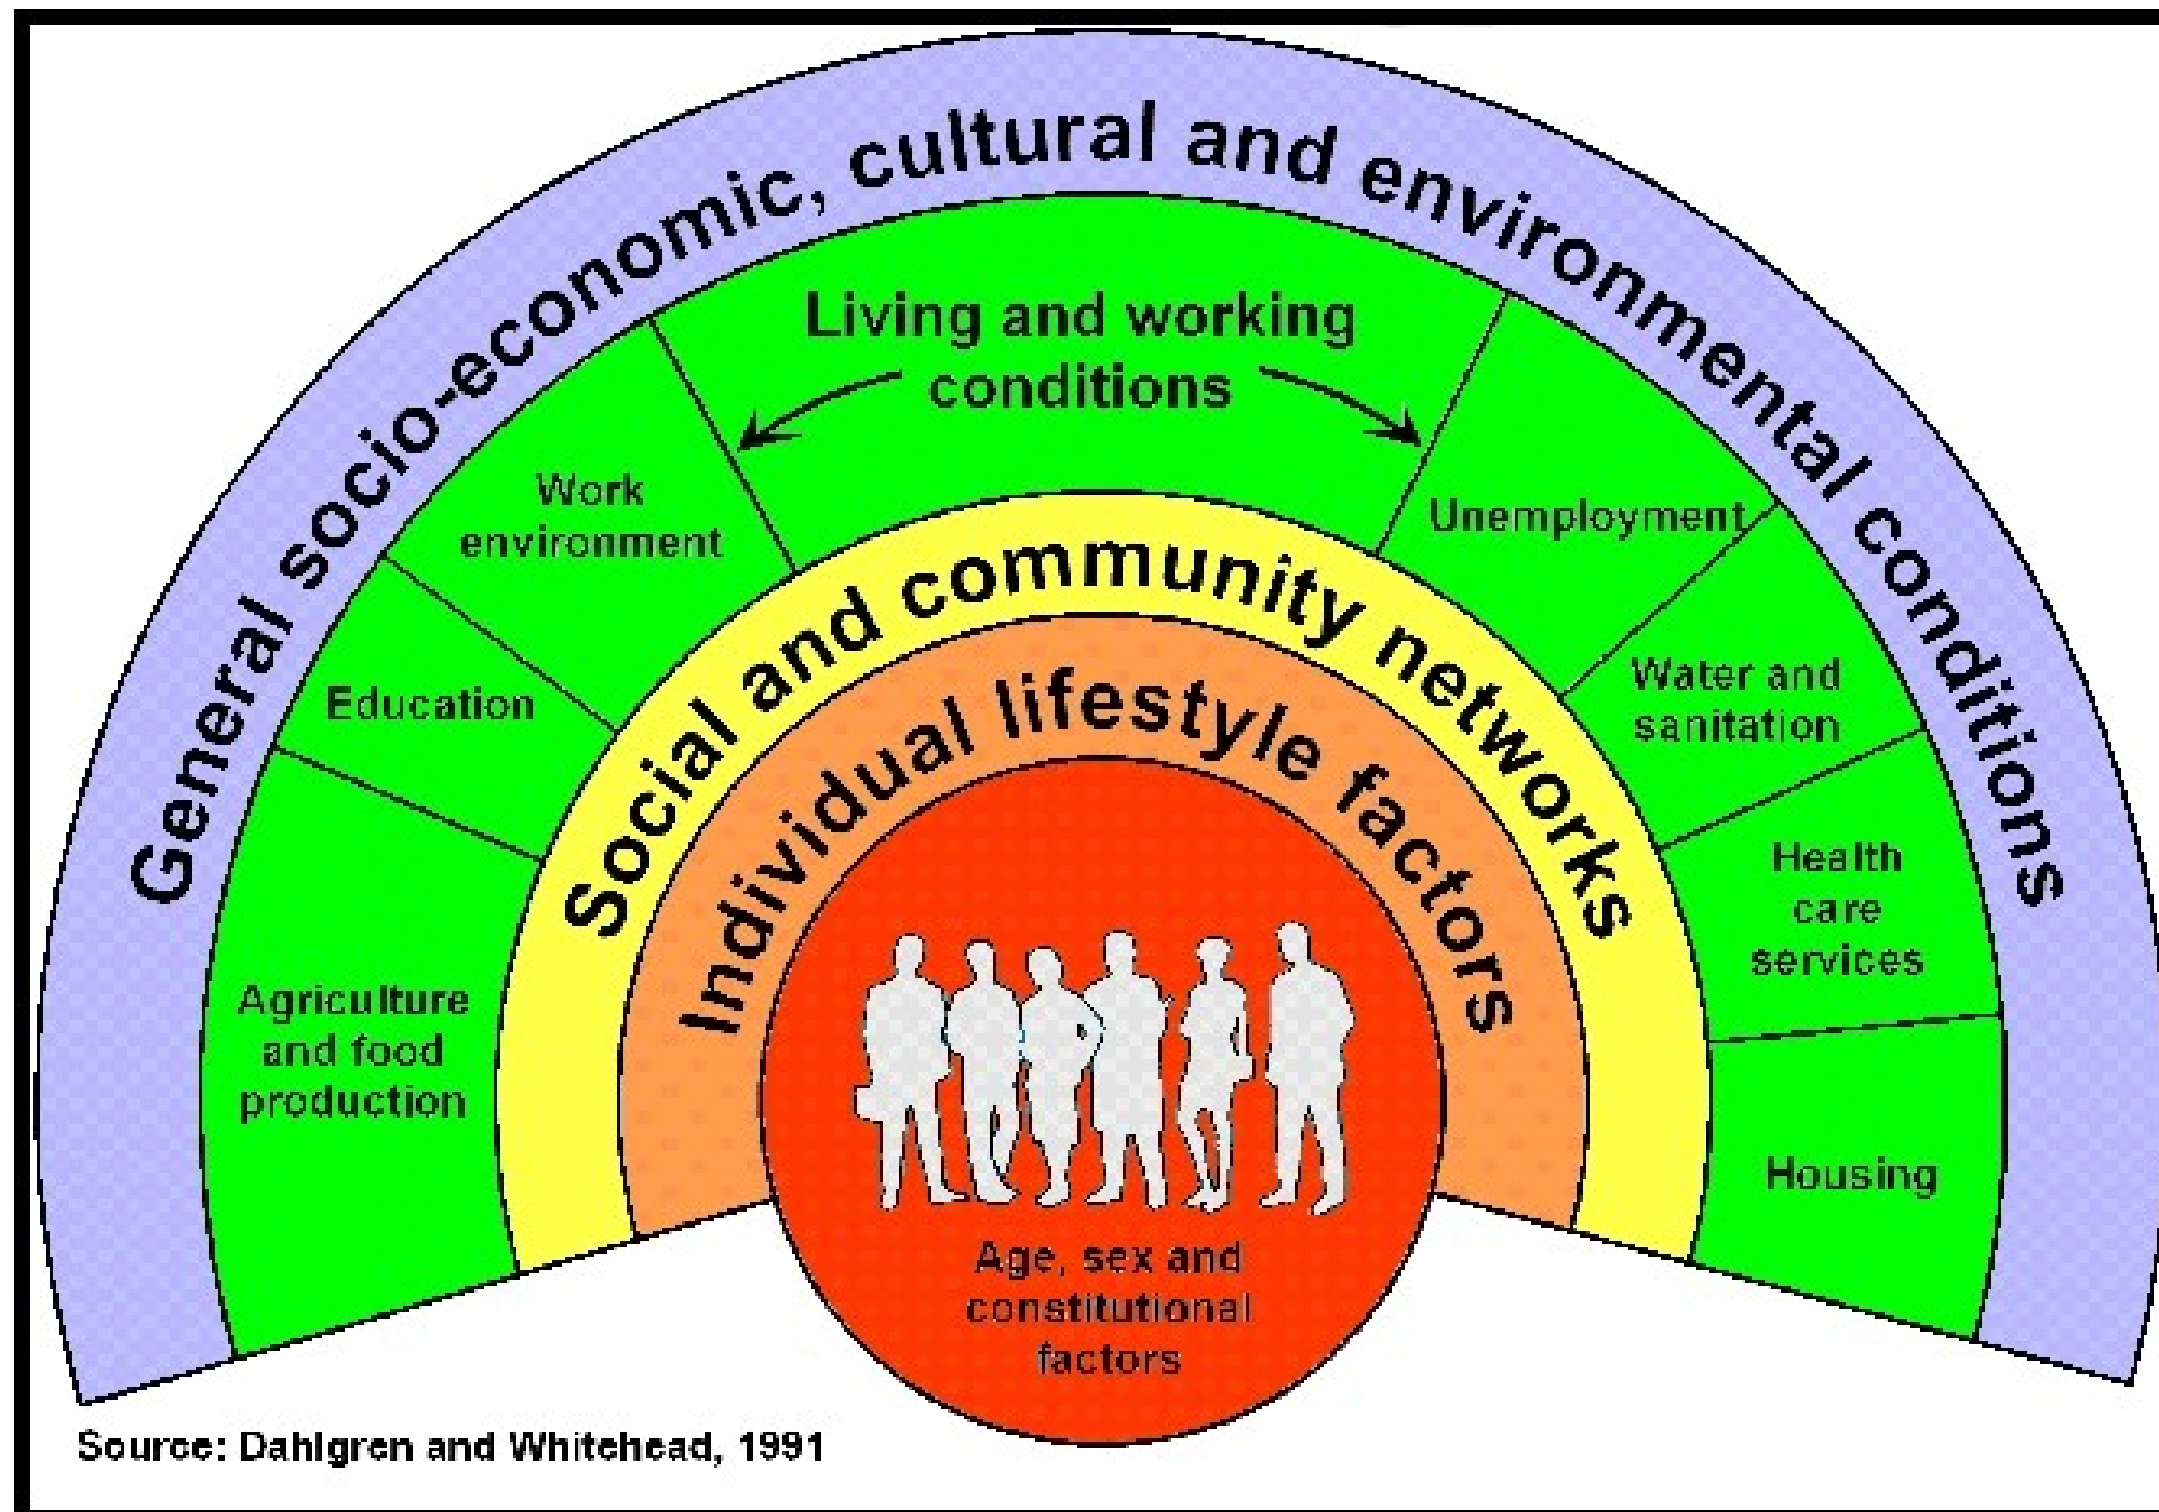 General socio-economic, cultural and environmental conditions
Living and working
conditions
Work
environment
Unemployment
Education
Water and
sanitation
Agriculture
and food
production
Health
care
services
Housing
Social and community networks
Individual lifestyle factors
Age, sex and
constitutional
factors
Source: Dahlgren and Whitehead, 1991